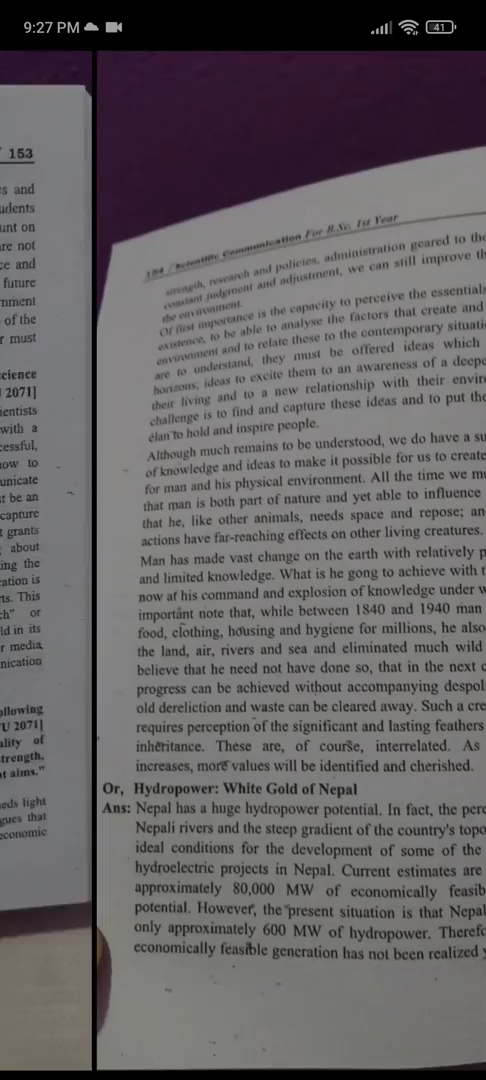 9:27 PM
41
153
s and
udents
unt on
are not
ce and
future
rnment
of the
r must
cience
2071]
ientists
with a
cessful,
now to
unicate
t be an
capture
t grants
about
ing the
ation is
rts. This
ch" or
ld in its
r media
nication
ollowing
U 2071]
ality of
trength,
t aims."
eds light
gues that
economic
154 / Scientific Communication For B.Sc. 1st Year
strength, research and policies, administration geared to the
constant judgment and adjustment, we can still improve th
the environment.
Of first importance is the capacity to perceive the essentials
existence, to be able to analyse the factors that create and
environment and to relate these to the contemporary situati
are to understand, they must be offered ideas which
horizons; ideas to excite them to an awareness of a deepe
their living and to a new relationship with their envir
challenge is to find and capture these ideas and to put the
élan to hold and inspire people.
Although much remains to be understood, we do have a su
of knowledge and ideas to make it possible for us to create
for man and his physical environment. All the time we mu
that man is both part of nature and yet able to influence
that he, like other animals, needs space and repose; an
actions have far-reaching effects on other living creatures.
Man has made vast change on the earth with relatively p
and limited knowledge. What is he gong to achieve with t
now at his command and explosion of knowledge under w
important note that, while between 1840 and 1940 man
food, clothing, housing and hygiene for millions, he also
the land, air, rivers and sea and eliminated much wild
believe that he need not have done so, that in the next c
progress can be achieved without accompanying despol
old dereliction and waste can be cleared away. Such a cre
requires perception of the significant and lasting feathers
inheritance. These are, of course, interrelated. As
increases, more values will be identified and cherished.
Or, Hydropower: White Gold of Nepal
Ans: Nepal has a huge hydropower potential. In fact, the pere
Nepali rivers and the steep gradient of the country's topo
ideal conditions for the development of some of the
hydroelectric projects in Nepal. Current estimates are
approximately 80,000 MW of economically feasib
potential. However, the present situation is that Nepal
only approximately 600 MW of hydropower. Therefo
economically feasible generation has not been realized y